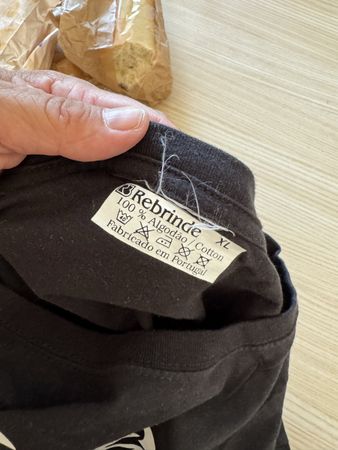 Rebrinde
XL
100 % Algodão / Cotton
Fabricado em Portugal